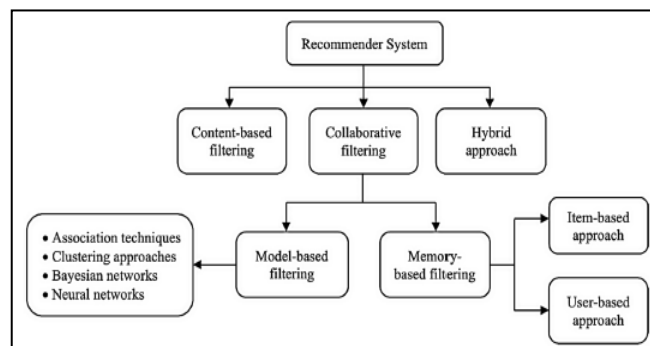 Recommender System
Content-based
filtering
Collaborative
filtering
Hybrid
approach
• Association techniques
• Clustering approaches
• Bayesian networks
• Neural networks
Model-based
filtering
Memory-
based filtering
Item-based
approach
User-based
approach